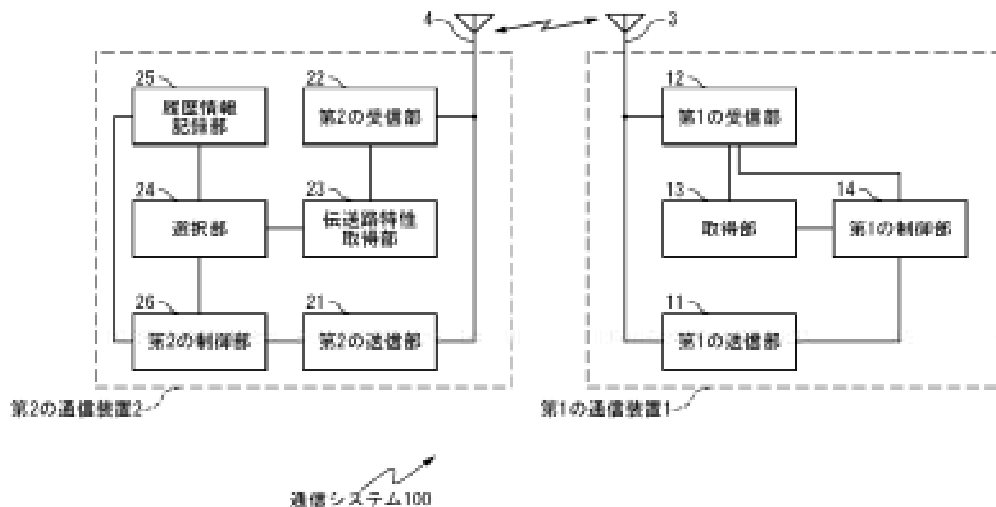 4
3
25
履歴情報
記録部
22
第2の受信部
12
第1の受信部
24
選択部
23
伝送路特性
取得部
13
取得部
14
第1の制御部
26
第2の制御部
21
第2の送信部
11
第1の送信部
第2の通信装置2
第1の通信装置1
通信システム100